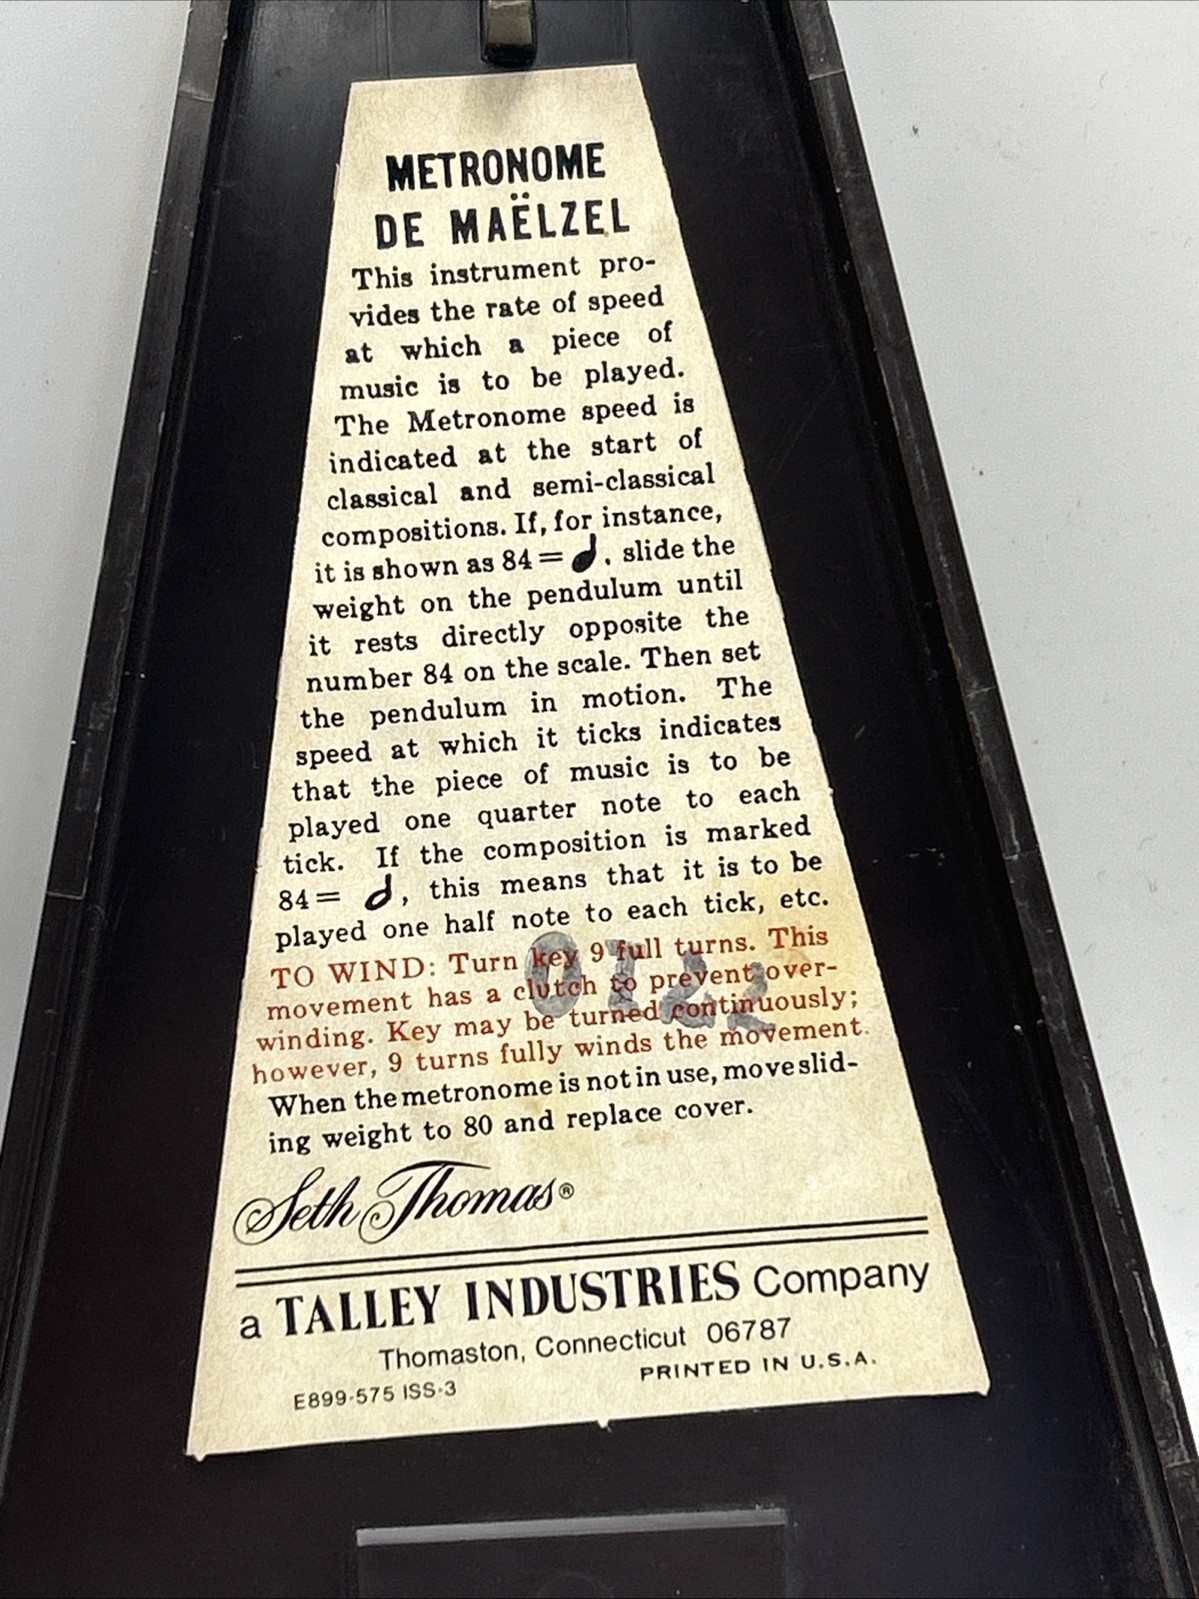 METRONOME
DE MAËLZEL
This instrument pro-
vides the rate of speed
at which a piece of
music is to be played.
The Metronome speed is
indicated at the start of
classical and semi-classical
compositions. If, for instance,
it is shown as 84 = 𝅘𝅥 . slide the
weight on the pendulum until
it rests directly opposite the
number 84 on the scale. Then set
the pendulum in motion. The
speed at which it ticks indicates
that the piece of music is to be
played one quarter note to each
tick. If the composition is marked
84 = 𝅗𝅥 , this means that it is to be
played one half note to each tick, etc.
TO WIND: Turn key 9 full turns. This
movement has a clutch to prevent over-
winding. Key may be turned continuously;
however, 9 turns fully winds the movement.
When the metronome is not in use, move slid-
ing weight to 80 and replace cover.
Seth Thomas®
a TALLEY INDUSTRIES Company
Thomaston, Connecticut 06787
E899-575 ISS-3 PRINTED IN U.S.A.